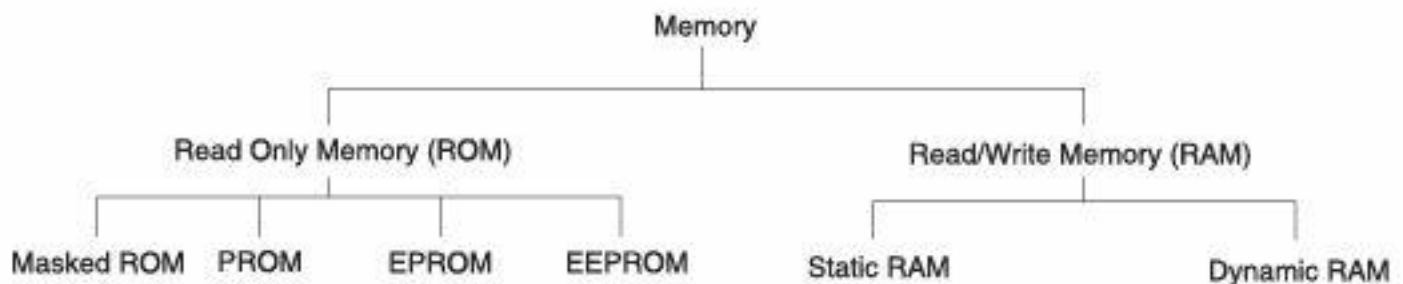 Memory
Read Only Memory (ROM)
Read/Write Memory (RAM)
Masked ROM
PROM
EPROM
EEPROM
Static RAM
Dynamic RAM